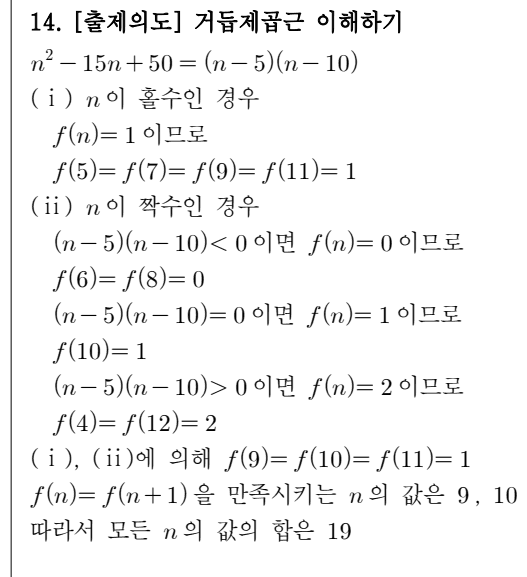 14. [출제의도] 거듭제곱근 이해하기
n² − 15n + 50 = (n − 5)(n − 10)
(ⅰ) n이 홀수인 경우
f(n) = 1 이므로
f(5) = f(7) = f(9) = f(11) = 1
(ⅱ) n이 짝수인 경우
(n − 5)(n − 10) < 0 이면 f(n) = 0 이므로
f(6) = f(8) = 0
(n − 5)(n − 10) = 0 이면 f(n) = 1 이므로
f(10) = 1
(n − 5)(n − 10) > 0 이면 f(n) = 2 이므로
f(4) = f(12) = 2
(ⅰ), (ⅱ)에 의해 f(9) = f(10) = f(11) = 1
f(n) = f(n + 1) 을 만족시키는 n의 값은 9, 10
따라서 모든 n의 값의 합은 19